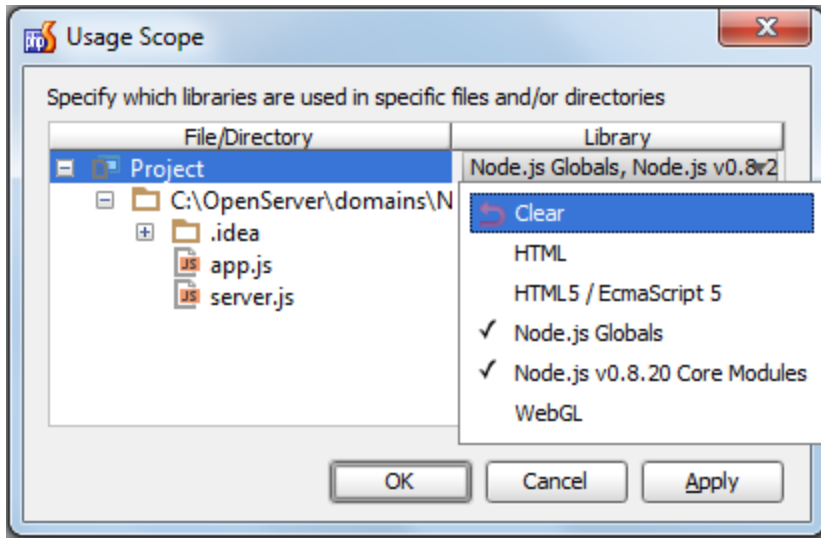 Usage Scope
Specify which libraries are used in specific files and/or directories
File/Directory Library
Project Node.js Globals, Node.js v0.8
C:\OpenServer\domains\N
Clear
.idea
HTML
app.js
HTML5 / EcmaScript 5
server.js
Node.js Globals
Node.js v0.8.20 Core Modules
WebGL
OK Cancel Apply